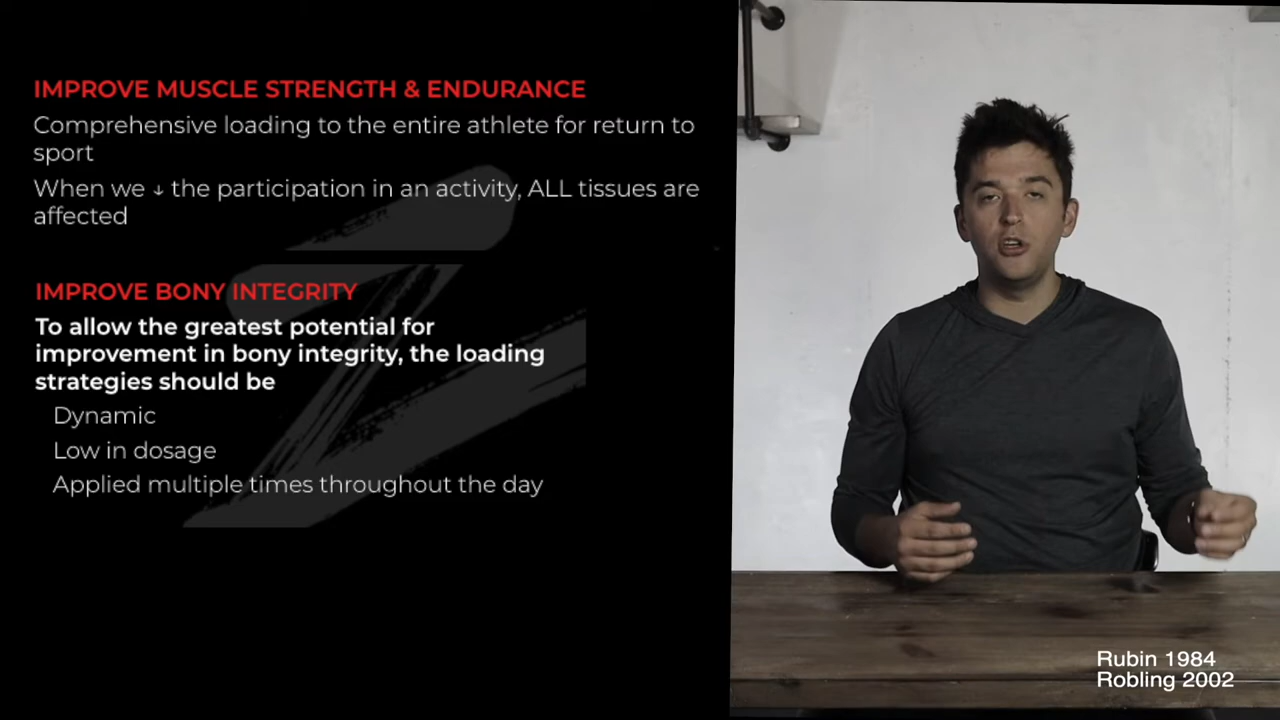 IMPROVE MUSCLE STRENGTH & ENDURANCE
Comprehensive loading to the entire athlete for return to
sport
When we ↓ the participation in an activity, ALL tissues are
affected
IMPROVE BONY INTEGRITY
To allow the greatest potential for
improvement in bony integrity, the loading
strategies should be
Dynamic
Low in dosage
Applied multiple times throughout the day
Rubin 1984
Robling 2002